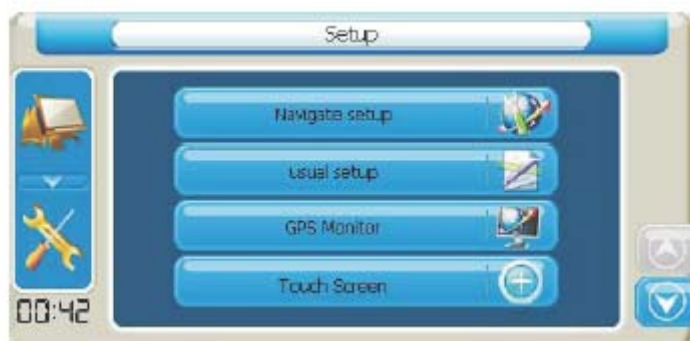 Setup
Navigate setup
usual setup
GPS Monitor
Touch Screen
00:42